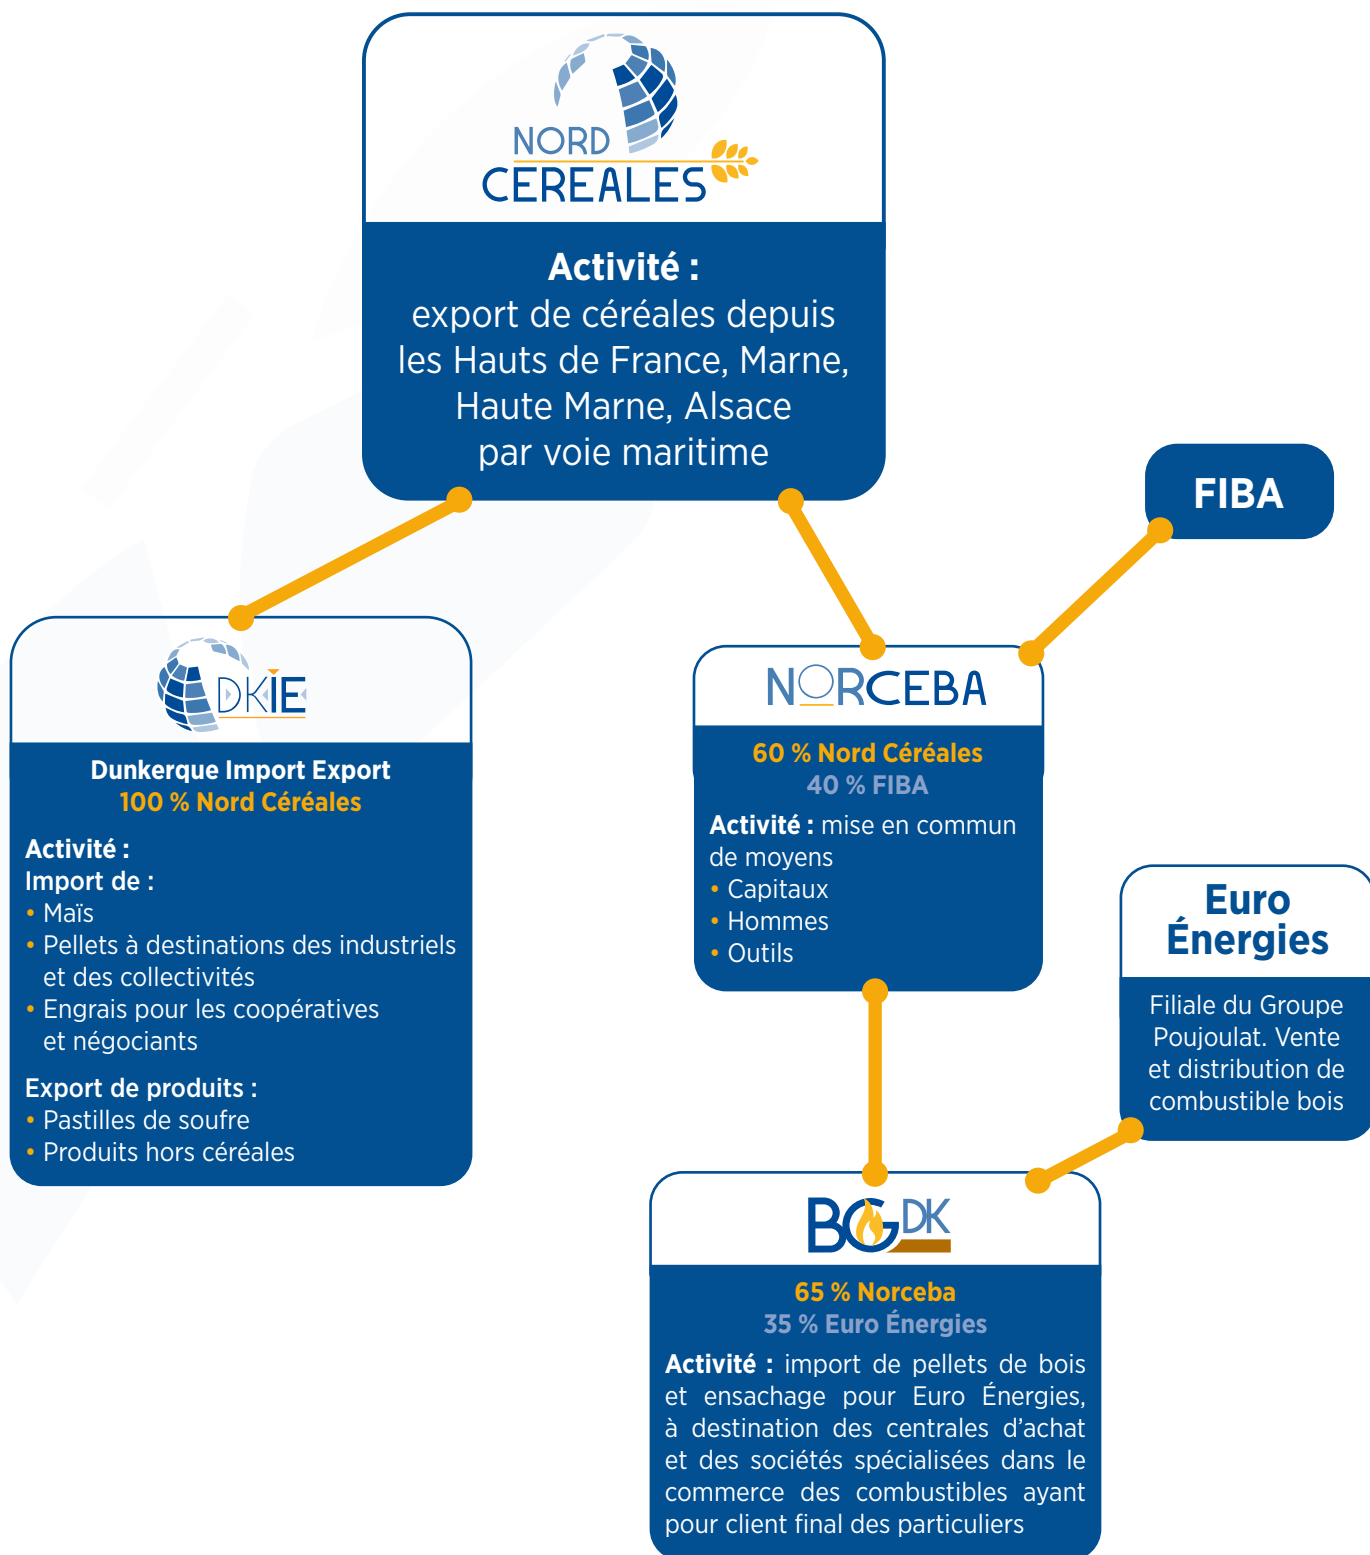 NORD
CEREALES
Activité :
export de céréales depuis
les Hauts de France, Marne,
Haute Marne, Alsace
par voie maritime
FIBA
DKIE
Dunkerque Import Export
100 % Nord Céréales
Activité :
Import de :
• Maïs
• Pellets à destinations des industriels
et des collectivités
• Engrais pour les coopératives
et négociants
Export de produits :
• Pastilles de soufre
• Produits hors céréales
NORCEBA
60 % Nord Céréales
40 % FIBA
Activité : mise en commun
de moyens
• Capitaux
• Hommes
• Outils
Euro
Énergies
Filiale du Groupe
Poujoulat. Vente
et distribution de
combustible bois
BGDK
65 % Norceba
35 % Euro Énergies
Activité : import de pellets de bois
et ensachage pour Euro Énergies,
à destination des centrales d’achat
et des sociétés spécialisées dans le
commerce des combustibles ayant
pour client final des particuliers